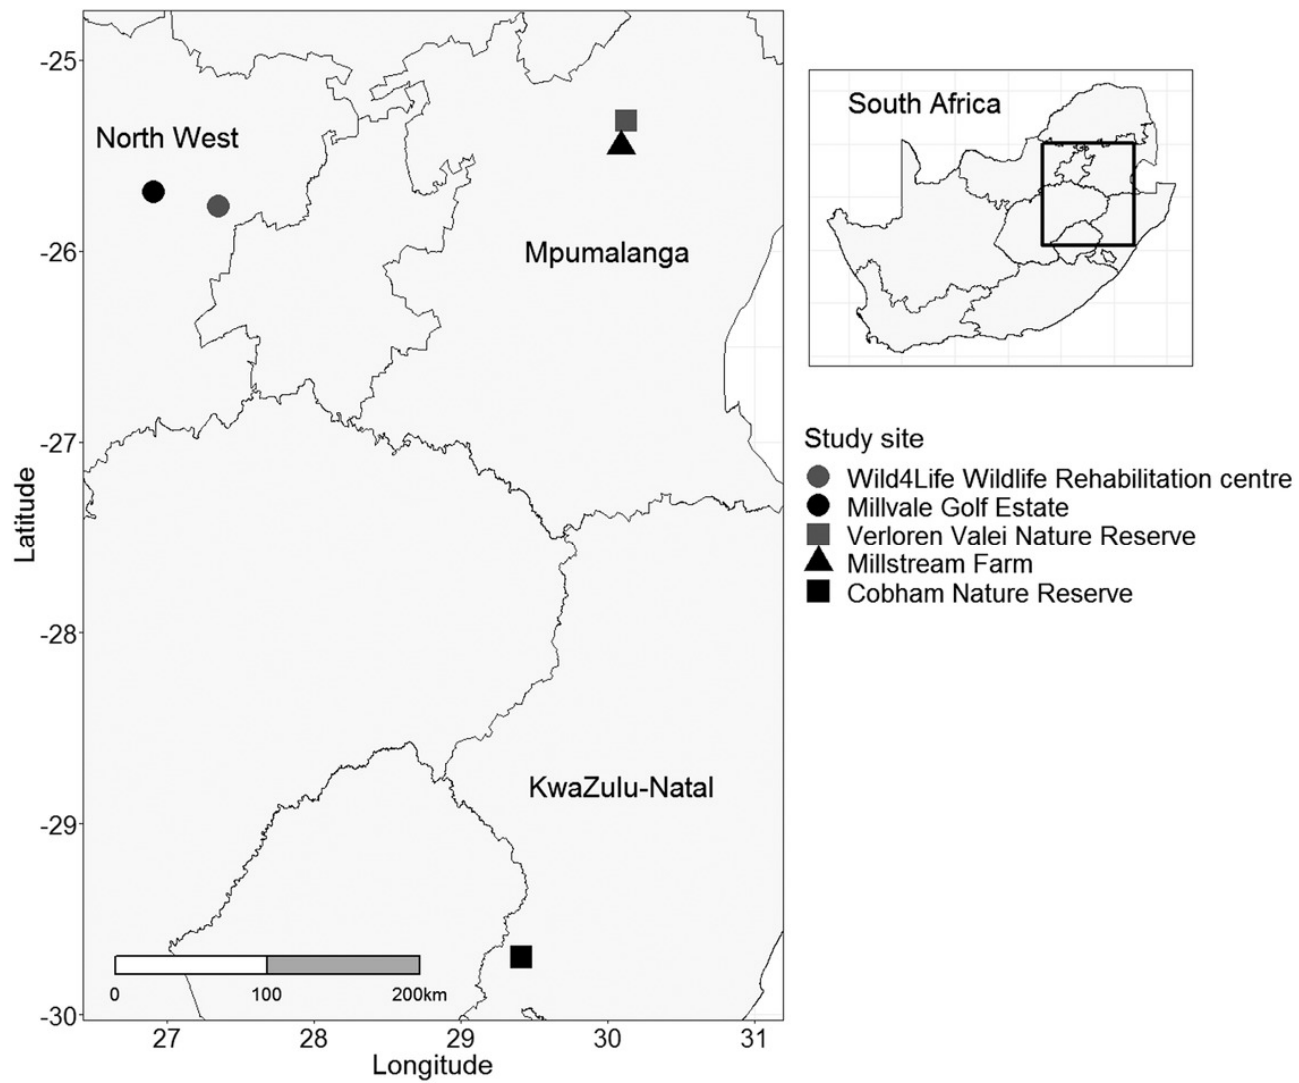 -25
-26
-27
-28
-29
-30
Latitude
North West
Mpumalanga
KwaZulu-Natal
0 100 200km
27 28 29 30 31
Longitude
South Africa
Study site
Wild4Life Wildlife Rehabilitation centre
Millvale Golf Estate
Verloren Valei Nature Reserve
Millstream Farm
Cobham Nature Reserve